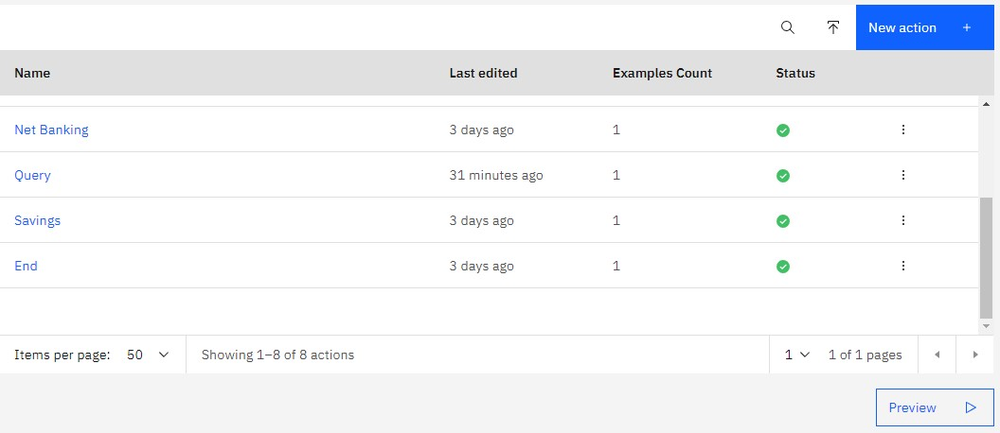 New action +
Name Last edited Examples Count Status
Net Banking 3 days ago 1
Query 31 minutes ago 1
Savings 3 days ago 1
End 3 days ago 1
Items per page: 50 Showing 1–8 of 8 actions 1 1 of 1 pages
Preview